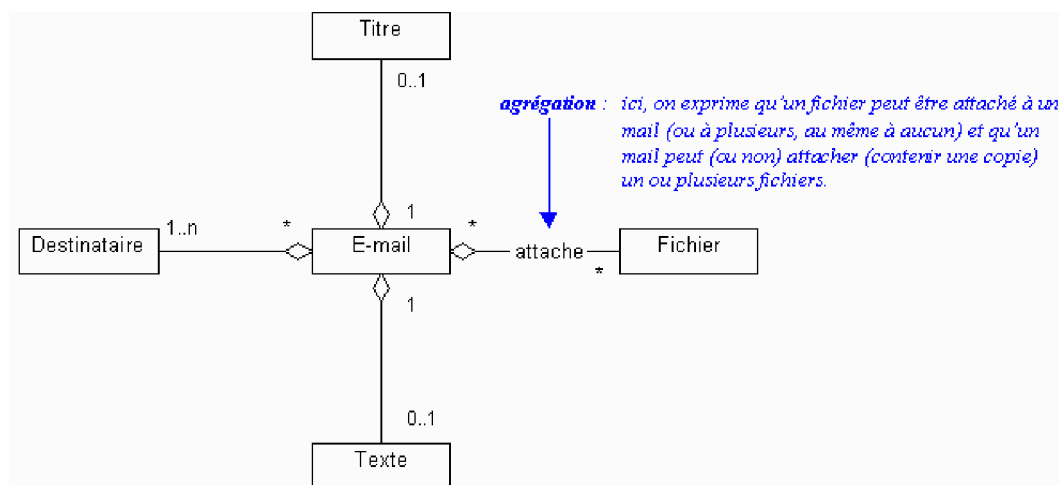 Titre
0..1
agrégation : ici, on exprime qu'un fichier peut être attaché à un
mail (ou à plusieurs, au même à aucun) et qu'un
mail peut (ou non) attacher (contenir une copie)
un ou plusieurs fichiers.
1
Destinataire 1..n * E-mail * attache * Fichier
1
0..1
Texte